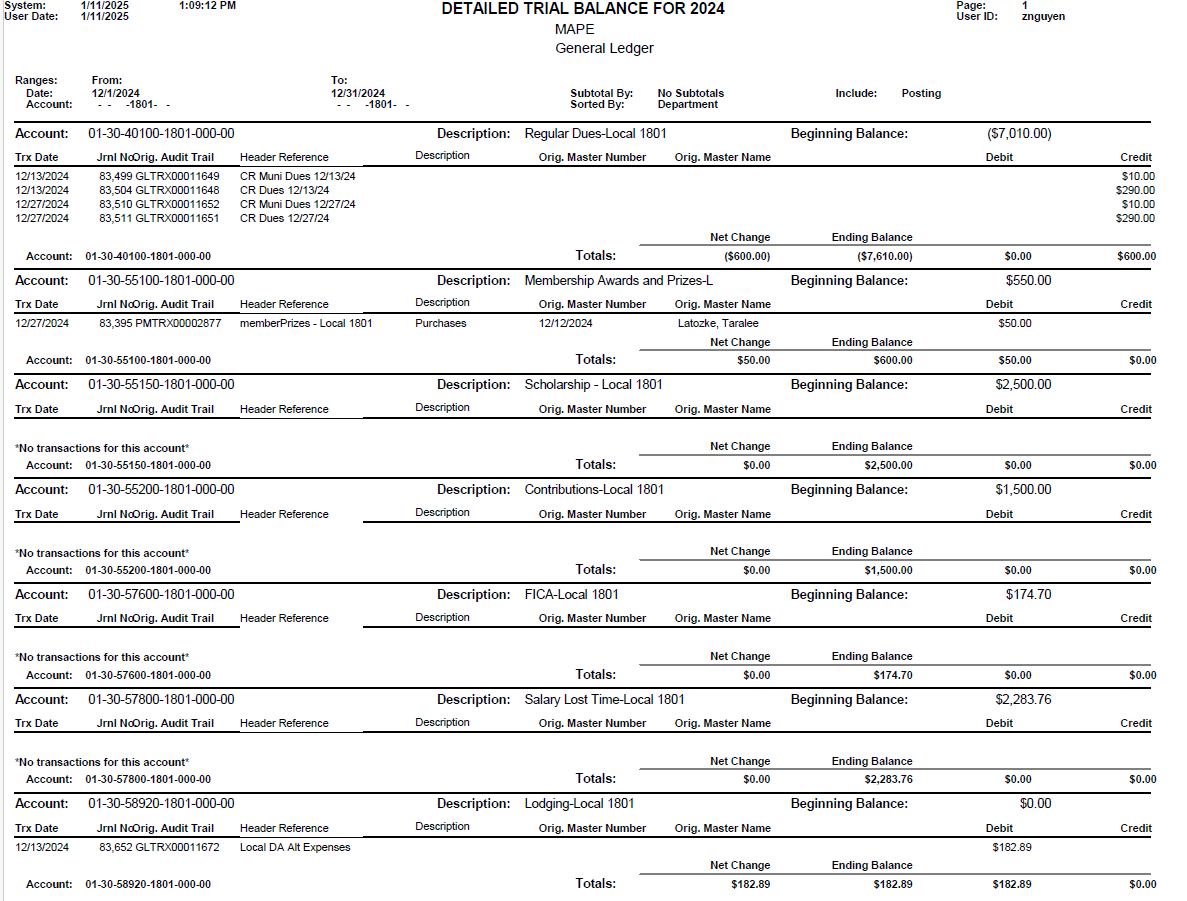 System: 1/11/2025 1:09:12 PM DETAILED TRIAL BALANCE FOR 2024 Page: 1
User Date: 1/11/2025 User ID: znguyen
MAPE
General Ledger
Ranges: From: To:
Date: 12/1/2024 12/31/2024 Subtotal By: No Subtotals Include: Posting
Account: - - -1801- - - - -1801- - Sorted By: Department
Account: 01-30-40100-1801-000-00 Description: Regular Dues-Local 1801 Beginning Balance: ($7,010.00)
Trx Date Jrnl No Orig. Audit Trail Header Reference Description Orig. Master Number Orig. Master Name Debit Credit
12/13/2024 83,499 GLTRX00011649 CR Muni Dues 12/13/24 $10.00
12/13/2024 83,504 GLTRX00011648 CR Dues 12/13/24 $290.00
12/27/2024 83,510 GLTRX00011652 CR Muni Dues 12/27/24 $10.00
12/27/2024 83,511 GLTRX00011651 CR Dues 12/27/24 $290.00
Net Change Ending Balance
Account: 01-30-40100-1801-000-00 Totals: ($600.00) ($7,610.00) $0.00 $600.00
Account: 01-30-55100-1801-000-00 Description: Membership Awards and Prizes-L Beginning Balance: $550.00
Trx Date Jrnl No Orig. Audit Trail Header Reference Description Orig. Master Number Orig. Master Name Debit Credit
12/27/2024 83,395 PMTRX00002877 memberPrizes - Local 1801 Purchases 12/12/2024 Latozke, Taralee $50.00
Net Change Ending Balance
Account: 01-30-55100-1801-000-00 Totals: $50.00 $600.00 $50.00 $0.00
Account: 01-30-55150-1801-000-00 Description: Scholarship - Local 1801 Beginning Balance: $2,500.00
Trx Date Jrnl No Orig. Audit Trail Header Reference Description Orig. Master Number Orig. Master Name Debit Credit
*No transactions for this account* Net Change Ending Balance
Account: 01-30-55150-1801-000-00 Totals: $0.00 $2,500.00 $0.00 $0.00
Account: 01-30-55200-1801-000-00 Description: Contributions-Local 1801 Beginning Balance: $1,500.00
Trx Date Jrnl No Orig. Audit Trail Header Reference Description Orig. Master Number Orig. Master Name Debit Credit
*No transactions for this account* Net Change Ending Balance
Account: 01-30-55200-1801-000-00 Totals: $0.00 $1,500.00 $0.00 $0.00
Account: 01-30-57600-1801-000-00 Description: FICA-Local 1801 Beginning Balance: $174.70
Trx Date Jrnl No Orig. Audit Trail Header Reference Description Orig. Master Number Orig. Master Name Debit Credit
*No transactions for this account* Net Change Ending Balance
Account: 01-30-57600-1801-000-00 Totals: $0.00 $174.70 $0.00 $0.00
Account: 01-30-57800-1801-000-00 Description: Salary Lost Time-Local 1801 Beginning Balance: $2,283.76
Trx Date Jrnl No Orig. Audit Trail Header Reference Description Orig. Master Number Orig. Master Name Debit Credit
*No transactions for this account* Net Change Ending Balance
Account: 01-30-57800-1801-000-00 Totals: $0.00 $2,283.76 $0.00 $0.00
Account: 01-30-58920-1801-000-00 Description: Lodging-Local 1801 Beginning Balance: $0.00
Trx Date Jrnl No Orig. Audit Trail Header Reference Description Orig. Master Number Orig. Master Name Debit Credit
12/13/2024 83,652 GLTRX00011672 Local DA Alt Expenses $182.89
Net Change Ending Balance
Account: 01-30-58920-1801-000-00 Totals: $182.89 $182.89 $182.89 $0.00